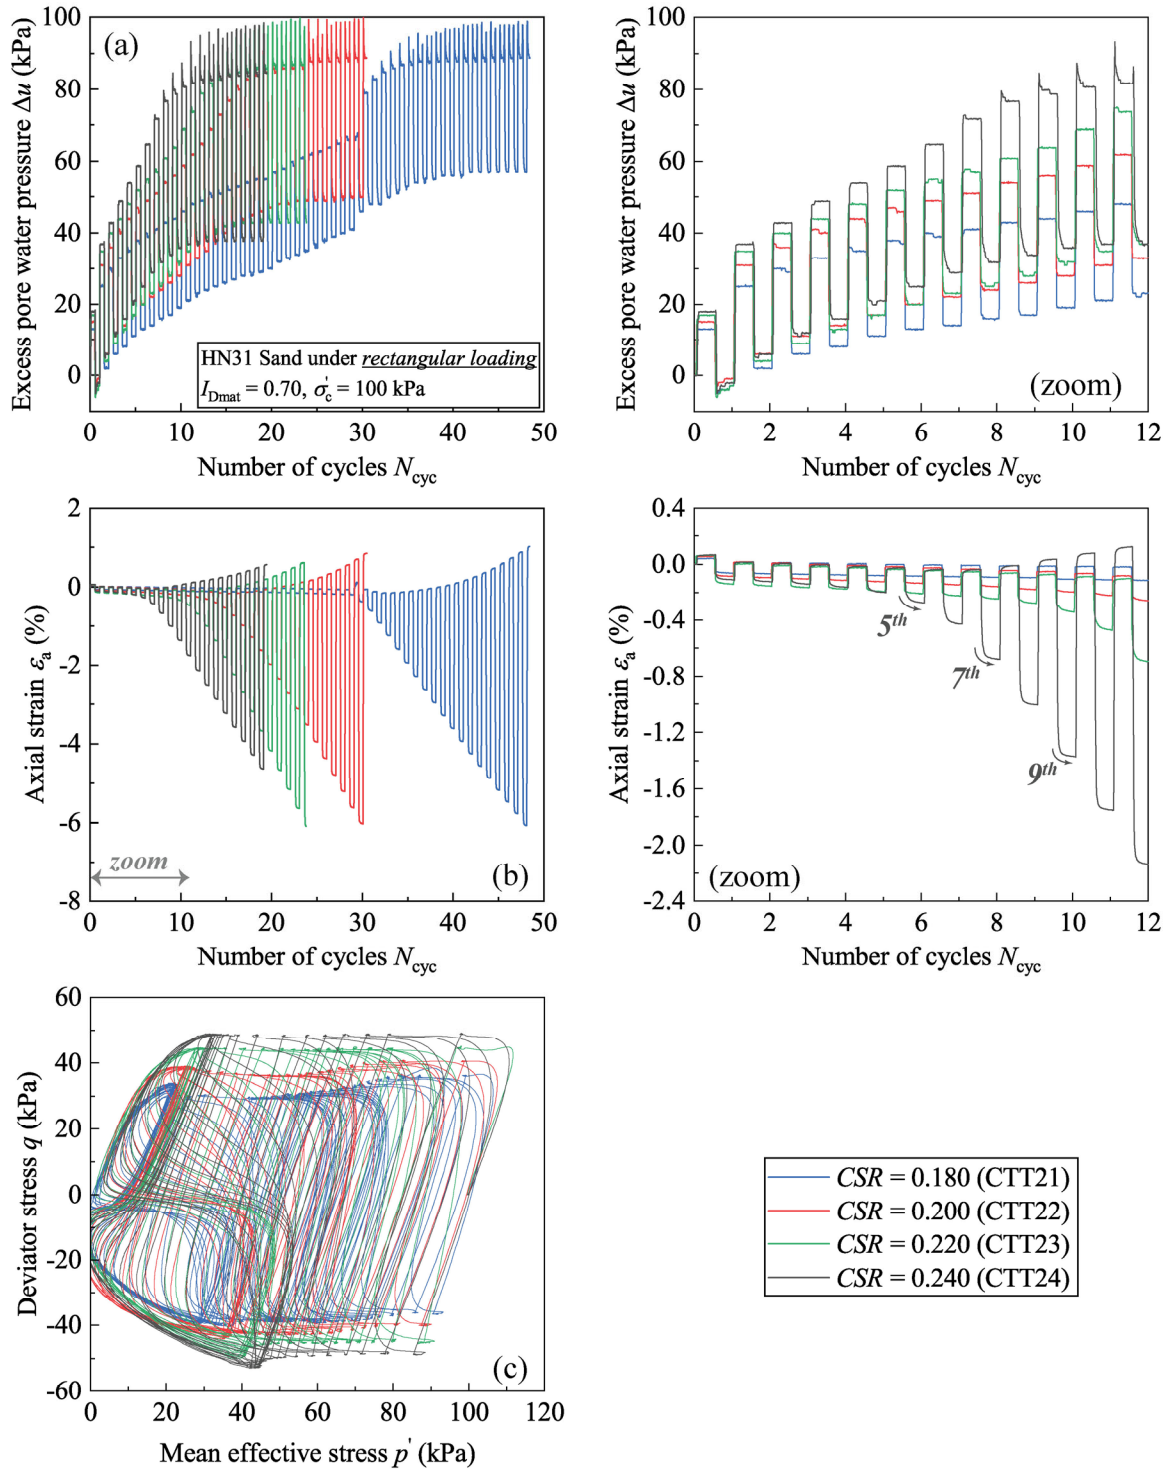 (a)
Excess pore water pressure Δu (kPa)
100
80
60
40
20
0
HN31 Sand under rectangular loading
I_Dmat = 0.70, σ'_c = 100 kPa
0 10 20 30 40 50
Number of cycles N_cyc
Excess pore water pressure Δu (kPa)
100
80
60
40
20
0
(zoom)
0 2 4 6 8 10 12
Number of cycles N_cyc
Axial strain ε_a (%)
2
0
-2
-4
-6
-8
zoom
(b)
0 10 20 30 40 50
Number of cycles N_cyc
Axial strain ε_a (%)
0.4
0.0
-0.4
-0.8
-1.2
-1.6
-2.0
-2.4
5th
7th
9th
(zoom)
0 2 4 6 8 10 12
Number of cycles N_cyc
Deviator stress q (kPa)
60
40
20
0
-20
-40
-60
(c)
0 20 40 60 80 100 120
Mean effective stress p' (kPa)
CSR = 0.180 (CTT21)
CSR = 0.200 (CTT22)
CSR = 0.220 (CTT23)
CSR = 0.240 (CTT24)